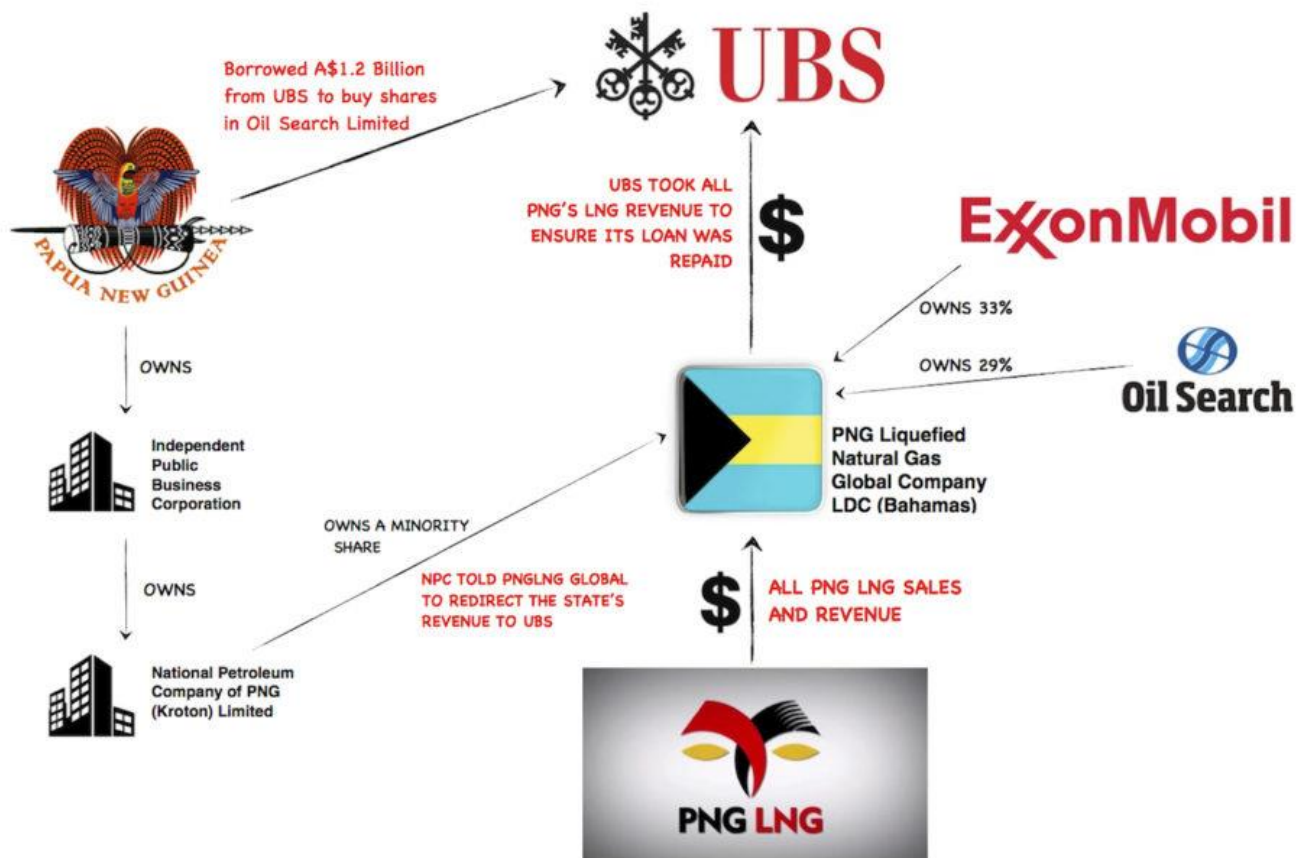 UBS
Borrowed A$1.2 Billion
from UBS to buy shares
in Oil Search Limited
PAPUA NEW GUINEA
UBS TOOK ALL
PNG'S LNG REVENUE TO
ENSURE ITS LOAN WAS
REPAID
$
ExxonMobil
OWNS 33%
OWNS 29%
Oil Search
OWNS
Independent
Public
Business
Corporation
PNG Liquefied
Natural Gas
Global Company
LDC (Bahamas)
OWNS A MINORITY
SHARE
OWNS
NPC TOLD PNGLNG GLOBAL
TO REDIRECT THE STATE'S
REVENUE TO UBS
$
ALL PNG LNG SALES
AND REVENUE
National Petroleum
Company of PNG
(Kroton) Limited
PNG LNG